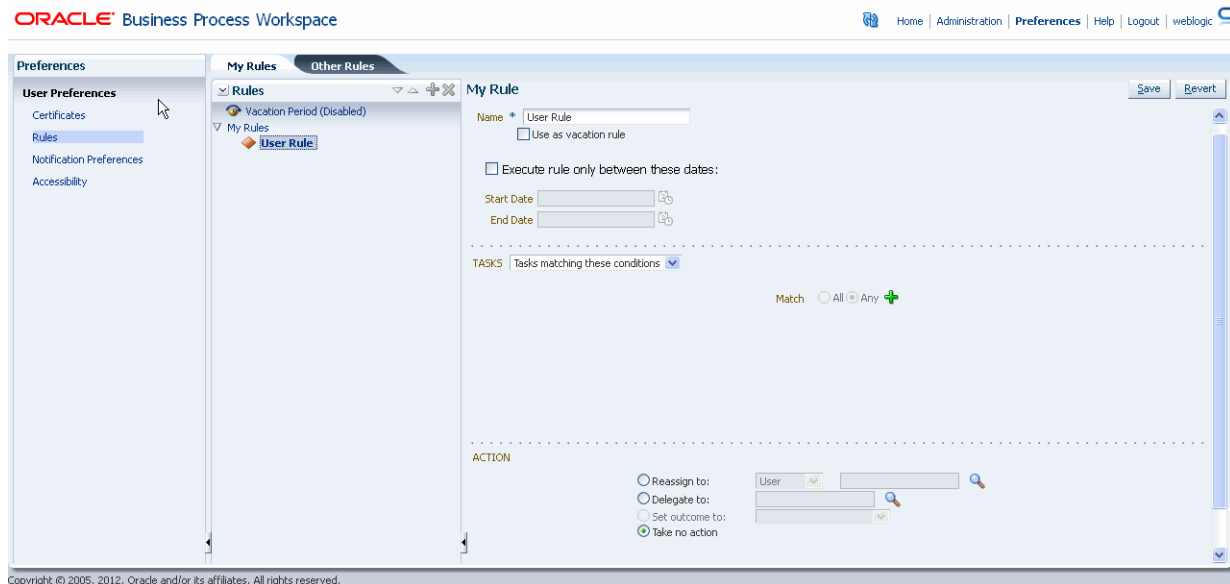 ORACLE Business Process Workspace
Home | Administration | Preferences | Help | Logout | weblogic
Preferences
User Preferences
Certificates
Rules
Notification Preferences
Accessibility
My Rules
Other Rules
Rules
Vacation Period (Disabled)
My Rules
User Rule
My Rule
Save
Revert
Name * User Rule
Use as vacation rule
Execute rule only between these dates:
Start Date
End Date
TASKS Tasks matching these conditions
Match All Any
ACTION
Reassign to: User
Delegate to:
Set outcome to:
Take no action
Copyright © 2005, 2012, Oracle and/or its affiliates. All rights reserved.